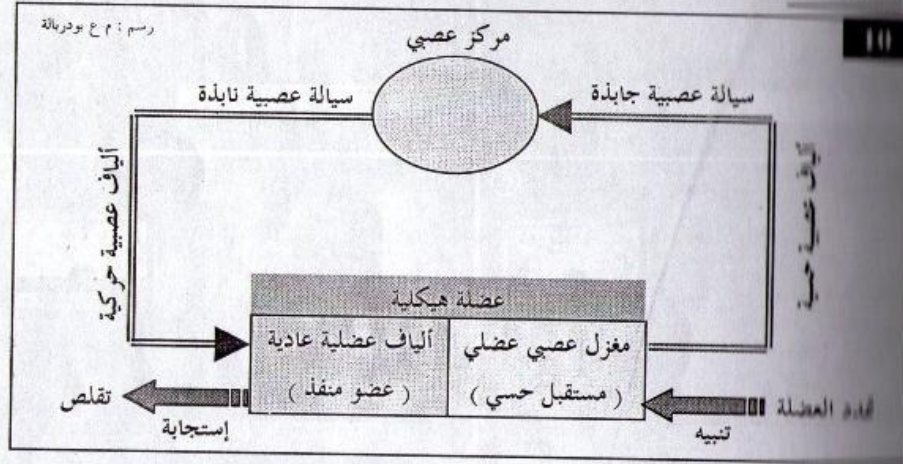 10
رسم : م ع بودربالة
مركز عصبي
سيالة عصبية جابذة
سيالة عصبية نابذة
ألياف عصبية حسية
ألياف عصبية حركية
عضلة هيكلية
مغزل عصبي عضلي
( مستقبل حسي )
ألياف عضلية عادية
( عضو منفذ )
العضلة
تنبيه
تقلص
إستجابة